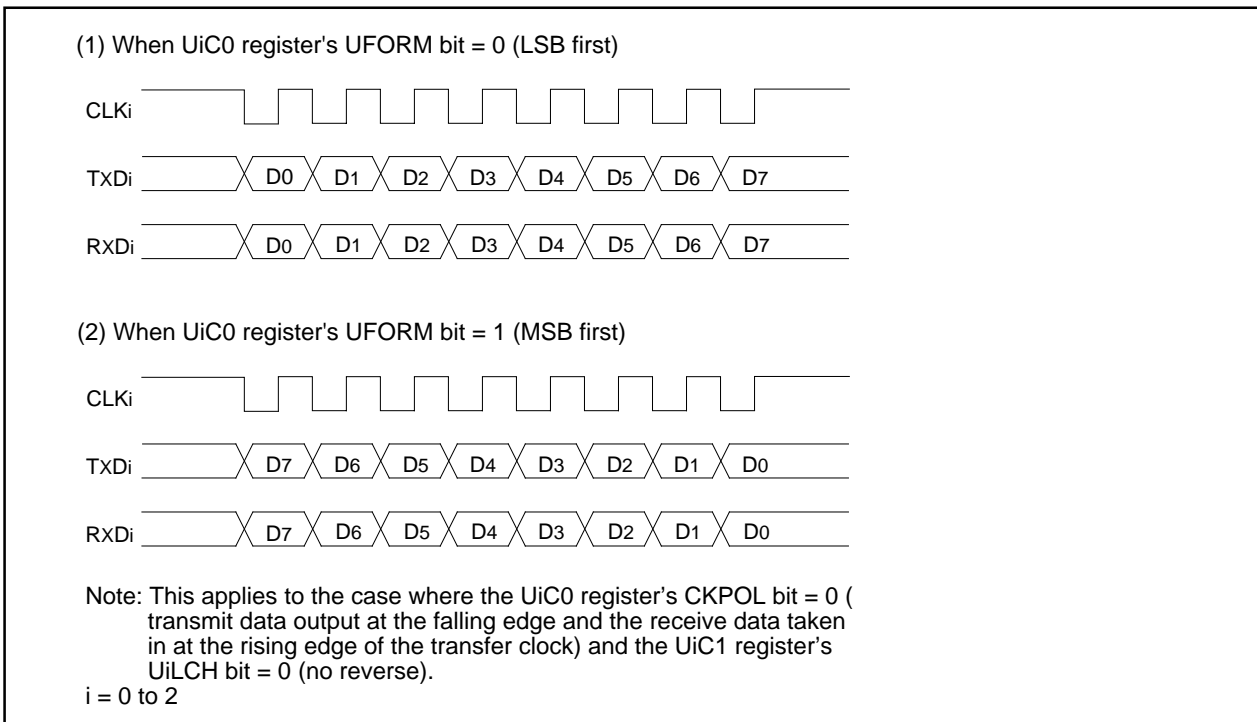 (1) When UiC0 register's UFORM bit = 0 (LSB first)
CLKi
TXDi D0 D1 D2 D3 D4 D5 D6 D7
RXDi D0 D1 D2 D3 D4 D5 D6 D7
(2) When UiC0 register's UFORM bit = 1 (MSB first)
CLKi
TXDi D7 D6 D5 D4 D3 D2 D1 D0
RXDi D7 D6 D5 D4 D3 D2 D1 D0
Note: This applies to the case where the UiC0 register’s CKPOL bit = 0 (
transmit data output at the falling edge and the receive data taken
in at the rising edge of the transfer clock) and the UiC1 register’s
UiLCH bit = 0 (no reverse).
i = 0 to 2